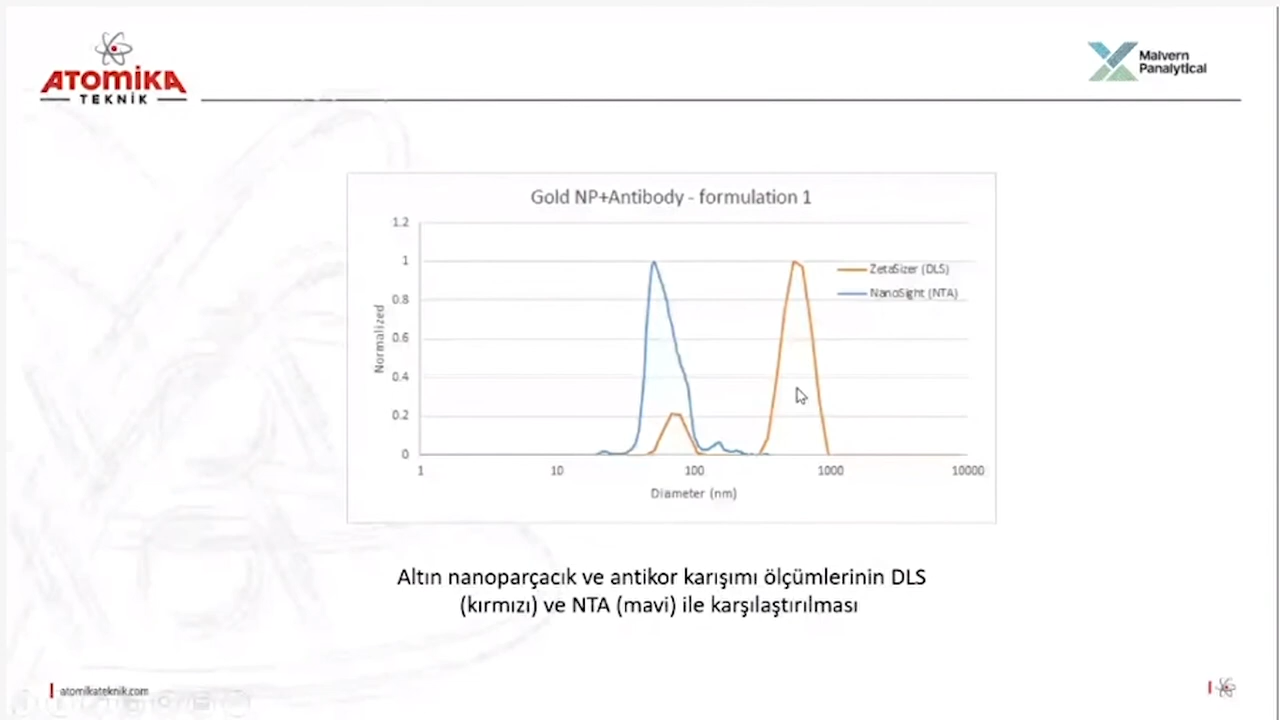 ATOMİKA
TEKNİK
Malvern
Panalytical
Gold NP+Antibody - formulation 1
1.2
1
0.8
0.6
0.4
0.2
0
Normalized
ZetaSizer (DLS)
NanoSight (NTA)
1 10 100 1000 10000
Diameter (nm)
Altın nanoparçacık ve antikor karışımı ölçümlerinin DLS
(kırmızı) ve NTA (mavi) ile karşılaştırılması
atomikateknik.com